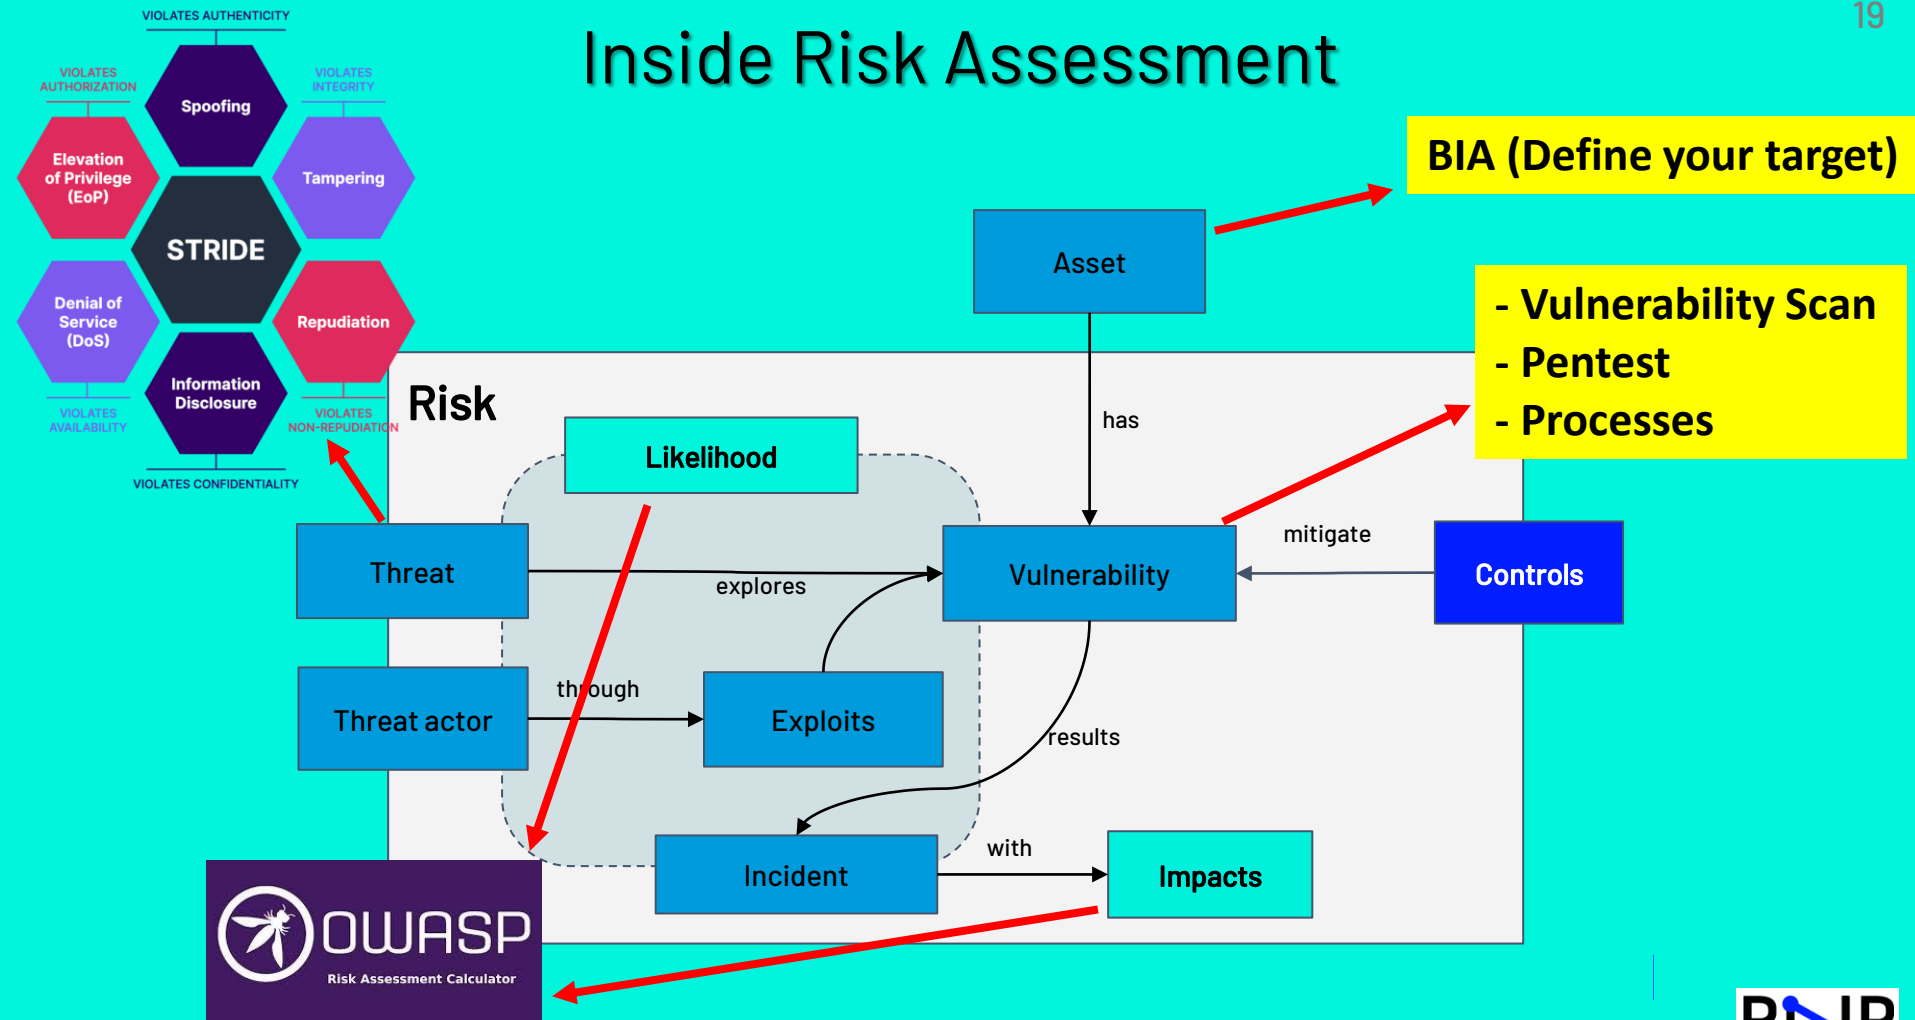 19
Inside Risk Assessment
VIOLATES AUTHENTICITY
VIOLATES
AUTHORIZATION
VIOLATES
INTEGRITY
Spoofing
Elevation
of Privilege
(EoP)
Tampering
STRIDE
Denial of
Service
(DoS)
Repudiation
Information
Disclosure
VIOLATES
AVAILABILITY
VIOLATES
NON-REPUDIATION
VIOLATES CONFIDENTIALITY
BIA (Define your target)
Asset
- Vulnerability Scan
- Pentest
- Processes
Risk
has
Likelihood
mitigate
Threat
explores
Vulnerability
Controls
through
Threat actor
Exploits
results
Incident
with
Impacts
OWASP
Risk Assessment Calculator